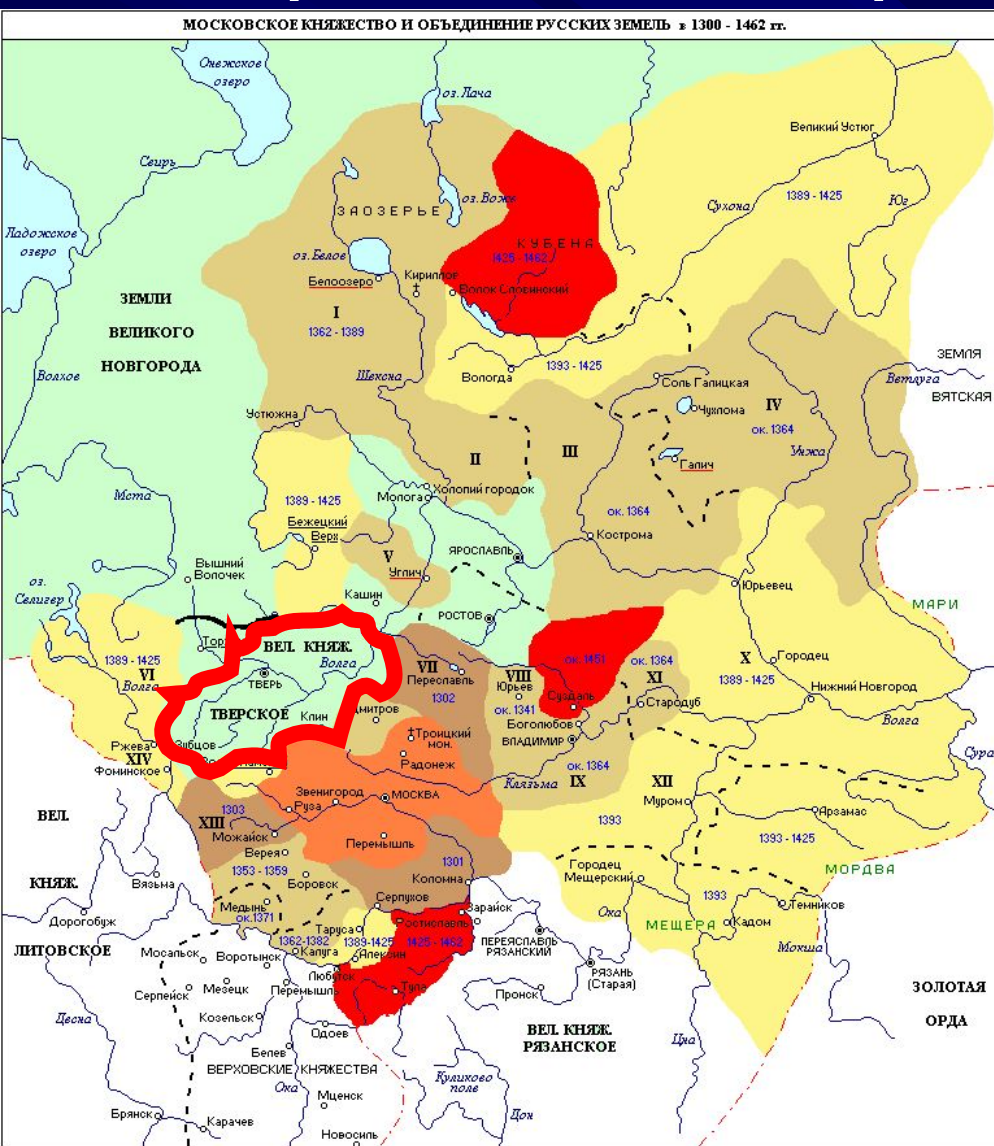 МОСКОВСКОЕ КНЯЖЕСТВО И ОБЪЕДИНЕНИЕ РУССКИХ ЗЕМЕЛЬ в 1300 - 1462 гг.
Онежское
озеро
оз. Лача
Великий Устюг
Свирь
оз. Воже
Сухона
1389 - 1425
Юг
ЗАОЗЕРЬЕ
Ладожское
озеро
КУБЕНА
1425 - 1462
оз. Белое
Белоозеро
Кириллов
Волок Словинский
ЗЕМЛИ
ВЕЛИКОГО
НОВГОРОДА
I
1362 - 1389
Волхов
Шексна
Вологда
1393 - 1425
ЗЕМЛЯ
ВЯТСКАЯ
Ветлуга
Соль Галицкая
Чухлома
IV
ок. 1364
Унжа
Устюжна
II
III
Галич
Мста
1389 - 1425
Молога
Холопий городок
ок. 1364
Бежецкий
Верх
Кострома
V
Углич
ЯРОСЛАВЛЬ
Вышний
Волочек
оз.
Селигер
Кашин
РОСТОВ
Юрьевец
МАРИ
Тор
ВЕЛ. КНЯЖ.
Волга
1389 - 1425
VI
Волга
ТВЕРЬ
VII
Переславль
1302
VIII
Юрьев
ок. 1341
ок. 1451
ок. 1364
XI
X
1389 - 1425
Городец
Суздаль
Стародуб
Нижний Новгород
Волга
ТВЕРСКОЕ
Клин
Дмитров
Боголюбов
ВЛАДИМИР
Троицкий
мон.
Радонеж
Ржева
Зубцов
XIV
Фоминское
Клязьма
ок. 1364
IX
XII
Сура
Звенигород
МОСКВА
Руза
Муром
Арзамас
ВЕЛ.
КНЯЖ.
ЛИТОВСКОЕ
1303
XIII
Можайск
Перемышль
1393
1393 - 1425
Верея
1353 - 1359
1301
Коломна
Городец
Мещерский
МОРДВА
Вязьма
Боровск
Дорогобуж
Медынь
ок. 1371
Серпухов
Зарайск
Ока
1393
Темников
Таруса
Ростиславль
МЕЩЕРА
Кадом
1362-1382
1389-1425
1425 - 1462
ПЕРЕЯСЛАВЛЬ
РЯЗАНСКИЙ
Мокша
Мосальск
Воротынск
Калуга
Алексин
Любутск
РЯЗАНЬ
(Старая)
Серпейск
Мезецк
Перемышль
Тула
Пронск
ЗОЛОТАЯ
ОРДА
Десна
Козельск
Одоев
ВЕЛ. КНЯЖ.
РЯЗАНСКОЕ
Цна
Белев
ВЕРХОВСКИЕ КНЯЖЕСТВА
Ока
Куликово
поле
Мценск
Брянск
Карачев
Дон
Новосиль